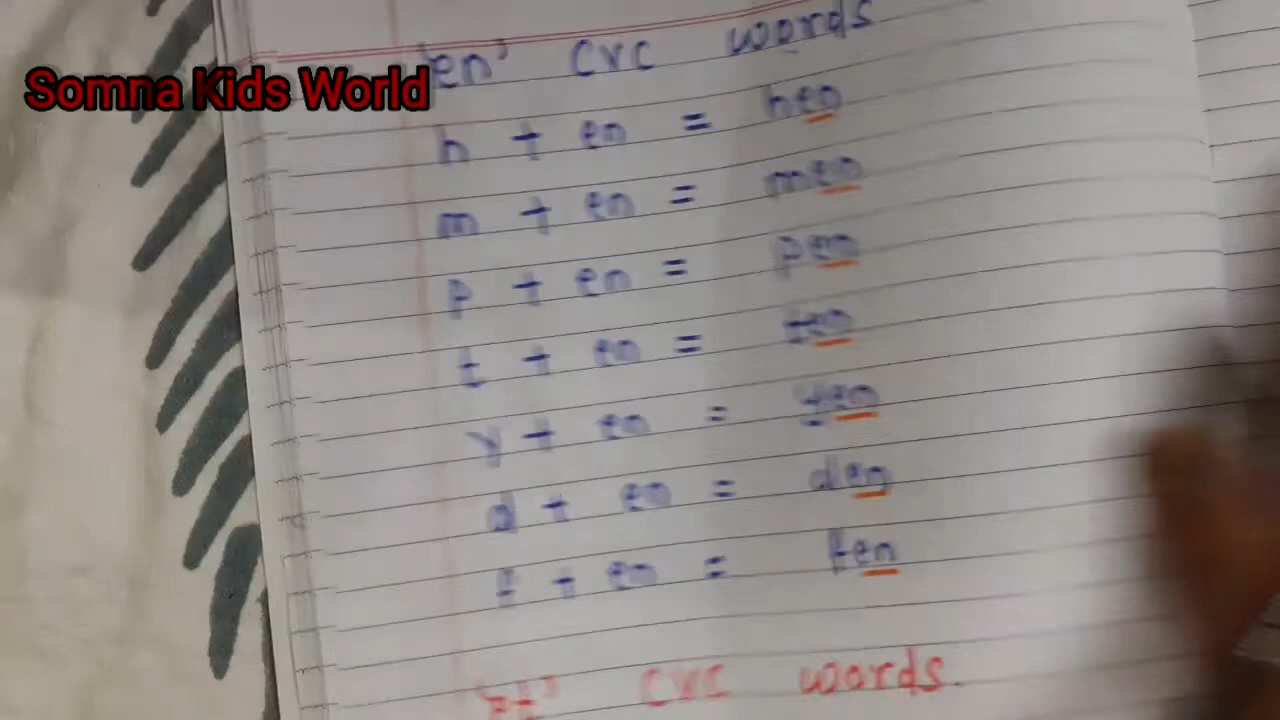 'en' CVC words
Somna Kids World
h + en = hen
m + en = men
p + en = pen
t + en = ten
y + en = yen
d + en = den
f + en = fen
'et' CVC words.